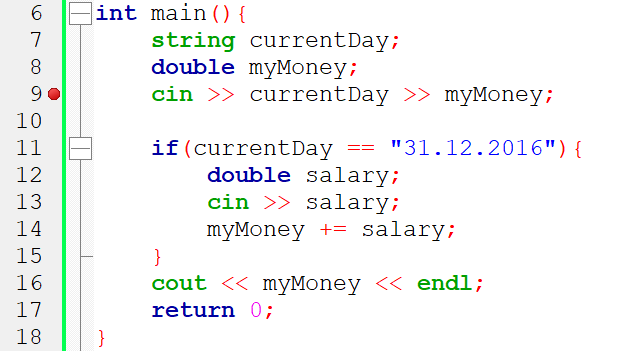 6 int main(){
7 string currentDay;
8 double myMoney;
9 cin >> currentDay >> myMoney;
10
11 if(currentDay == "31.12.2016"){
12 double salary;
13 cin >> salary;
14 myMoney += salary;
15 }
16 cout << myMoney << endl;
17 return 0;
18 }